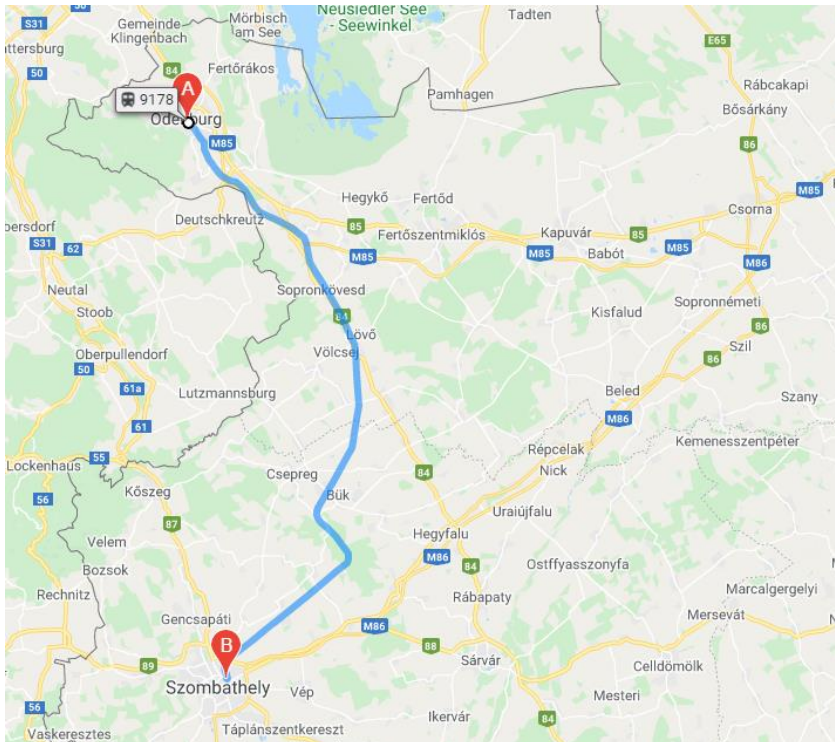 Neusiedler See
- Seewinkel
Mörbisch
am See
Gemeinde
Klingenbach
Tadten
S31
E65
50
84
Fertőrákos
Pamhagen
Rábcakapi
Bősárkány
A
9178
Odenburg
M85
86
Hegykő
Fertőd
Deutschkreutz
85
Fertőszentmiklós
Kapuvár
85
Csorna
M85
S31
62
M85
M85
Babót
M85
M86
Neutal
Sopronkövesd
Kisfalud
Sopronnémeti
Stoob
84
Lövő
86
Völcsej
Szil
86
Oberpullendorf
50
61a
Lutzmannsburg
Beled
Szany
61
M86
Lockenhaus
55
Répcelak
Kemenesszentpéter
Csepreg
84
Nick
Kőszeg
Bük
56
87
Uraiújfalu
Hegyfalu
Velem
M86
Ostffyasszonyfa
Bozsok
84
Rechnitz
Rábapaty
Marcalgergelyi
Gencsapáti
Mersevát
M86
B
88
89
Sárvár
Celldömölk
Szombathely
Vép
Mesteri
56
Ikervár
84
Táplánszentkereszt
Vaskeresztes